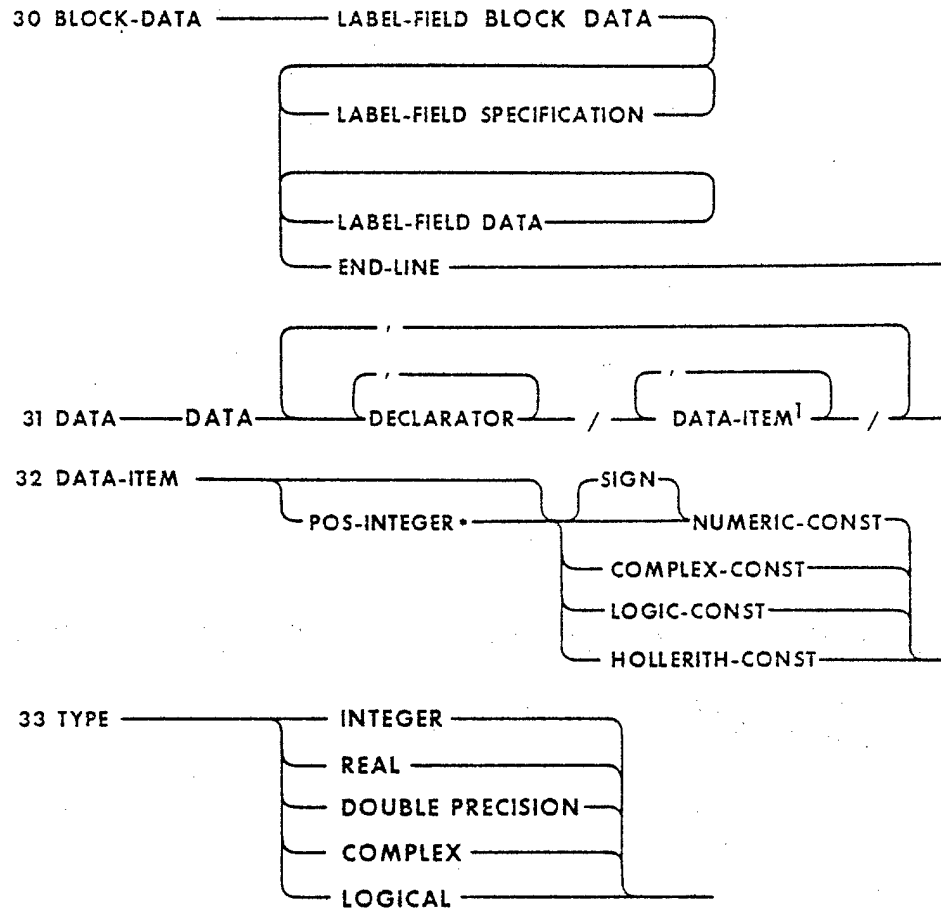 30 BLOCK-DATA LABEL-FIELD BLOCK DATA
LABEL-FIELD SPECIFICATION
LABEL-FIELD DATA
END-LINE
,
, ,
31 DATA DATA DECLARATOR / DATA-ITEM1 /
32 DATA-ITEM SIGN
POS-INTEGER* NUMERIC-CONST
COMPLEX-CONST
LOGIC-CONST
HOLLERITH-CONST
33 TYPE INTEGER
REAL
DOUBLE PRECISION
COMPLEX
LOGICAL